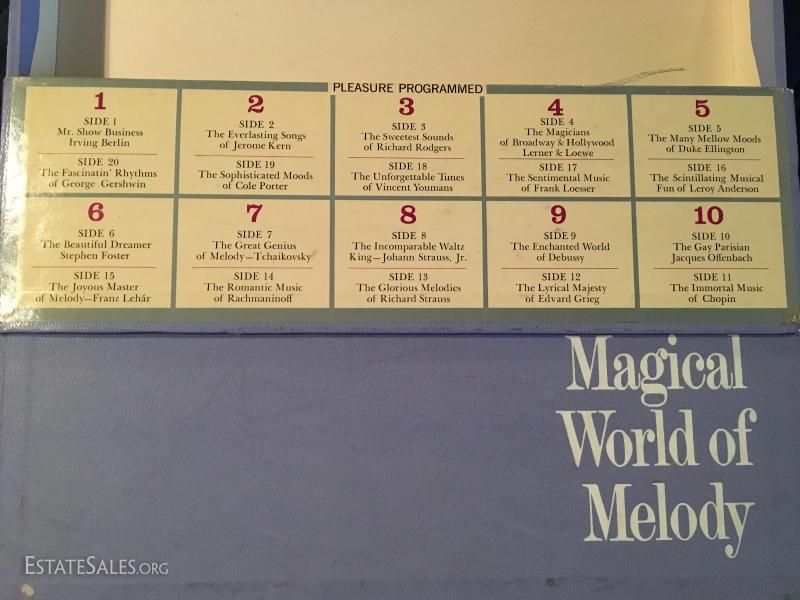 PLEASURE PROGRAMMED
1
SIDE 1
Mr. Show Business
Irving Berlin
SIDE 20
The Fascinatin' Rhythms
of George Gershwin
2
SIDE 2
The Everlasting Songs
of Jerome Kern
SIDE 19
The Sophisticated Moods
of Cole Porter
3
SIDE 3
The Sweetest Sounds
of Richard Rodgers
SIDE 18
The Unforgettable Tunes
of Vincent Youmans
4
SIDE 4
The Magicians
of Broadway & Hollywood
Lerner & Loewe
SIDE 17
The Sentimental Music
of Frank Loesser
5
SIDE 5
The Many Mellow Moods
of Duke Ellington
SIDE 16
The Scintillating Musical
Fun of Leroy Anderson
6
SIDE 6
The Beautiful Dreamer
Stephen Foster
SIDE 15
The Joyous Master
of Melody—Franz Lehár
7
SIDE 7
The Great Genius
of Melody—Tchaikovsky
SIDE 14
The Romantic Music
of Rachmaninoff
8
SIDE 8
The Incomparable Waltz
King—Johann Strauss, Jr.
SIDE 13
The Glorious Melodies
of Richard Strauss
9
SIDE 9
The Enchanted World
of Debussy
SIDE 12
The Lyrical Majesty
of Edvard Grieg
10
SIDE 10
The Gay Parisian
Jacques Offenbach
SIDE 11
The Immortal Music
of Chopin
Magical
World of
Melody
ESTATESALES.ORG